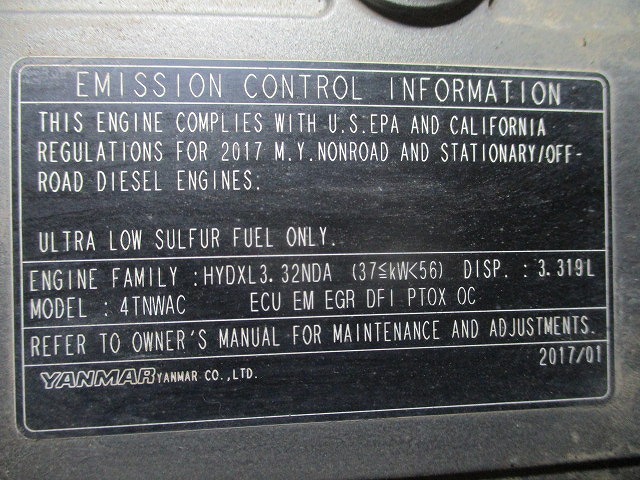 EMISSION CONTROL INFORMATION
THIS ENGINE COMPLIES WITH U.S.EPA AND CALIFORNIA
REGULATIONS FOR 2017 M.Y.NONROAD AND STATIONARY/OFF-
ROAD DIESEL ENGINES.
ULTRA LOW SULFUR FUEL ONLY.
ENGINE FAMILY :HYDXL3.32NDA (37≦kW<56) DISP. : 3.319L
MODEL : 4TNWAC ECU EM EGR DFI PTOX OC
REFER TO OWNER'S MANUAL FOR MAINTENANCE AND ADJUSTMENTS.
2017/01
YANMAR YANMAR CO.,LTD.